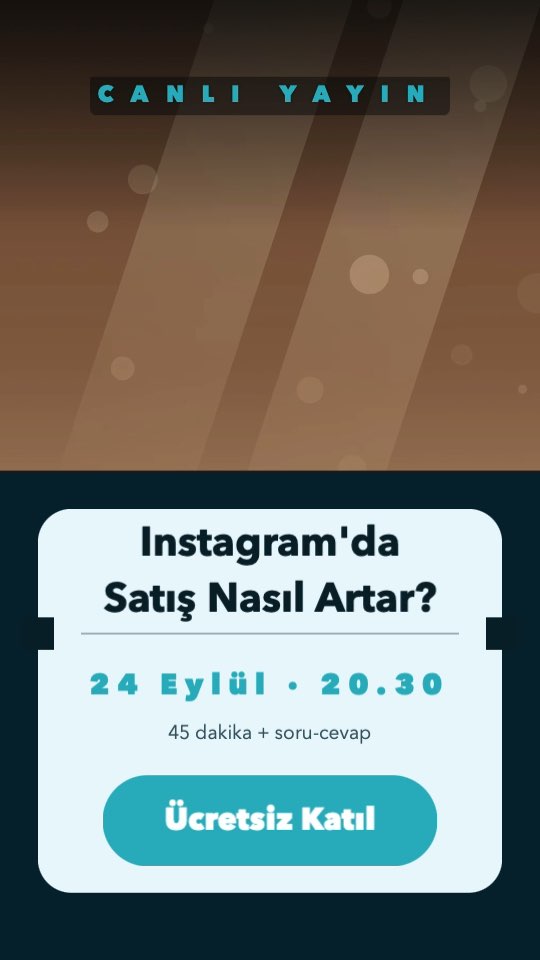 CANLI YAYIN
Instagram'da
Satış Nasıl Artar?
24 Eylül • 20.30
45 dakika + soru-cevap
Ücretsiz Katıl